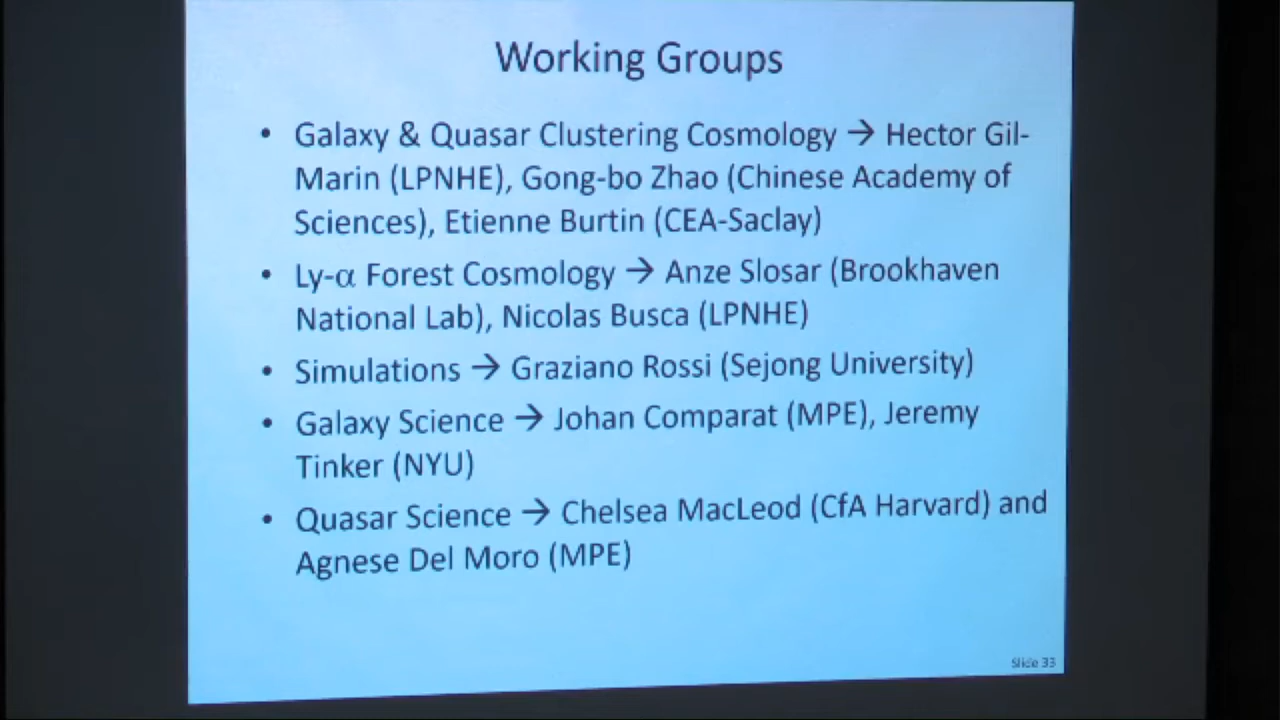 Working Groups
• Galaxy & Quasar Clustering Cosmology → Hector Gil-
Marin (LPNHE), Gong-bo Zhao (Chinese Academy of
Sciences), Etienne Burtin (CEA-Saclay)
• Ly-α Forest Cosmology → Anze Slosar (Brookhaven
National Lab), Nicolas Busca (LPNHE)
• Simulations → Graziano Rossi (Sejong University)
• Galaxy Science → Johan Comparat (MPE), Jeremy
Tinker (NYU)
• Quasar Science → Chelsea MacLeod (CfA Harvard) and
Agnese Del Moro (MPE)
Slide 33